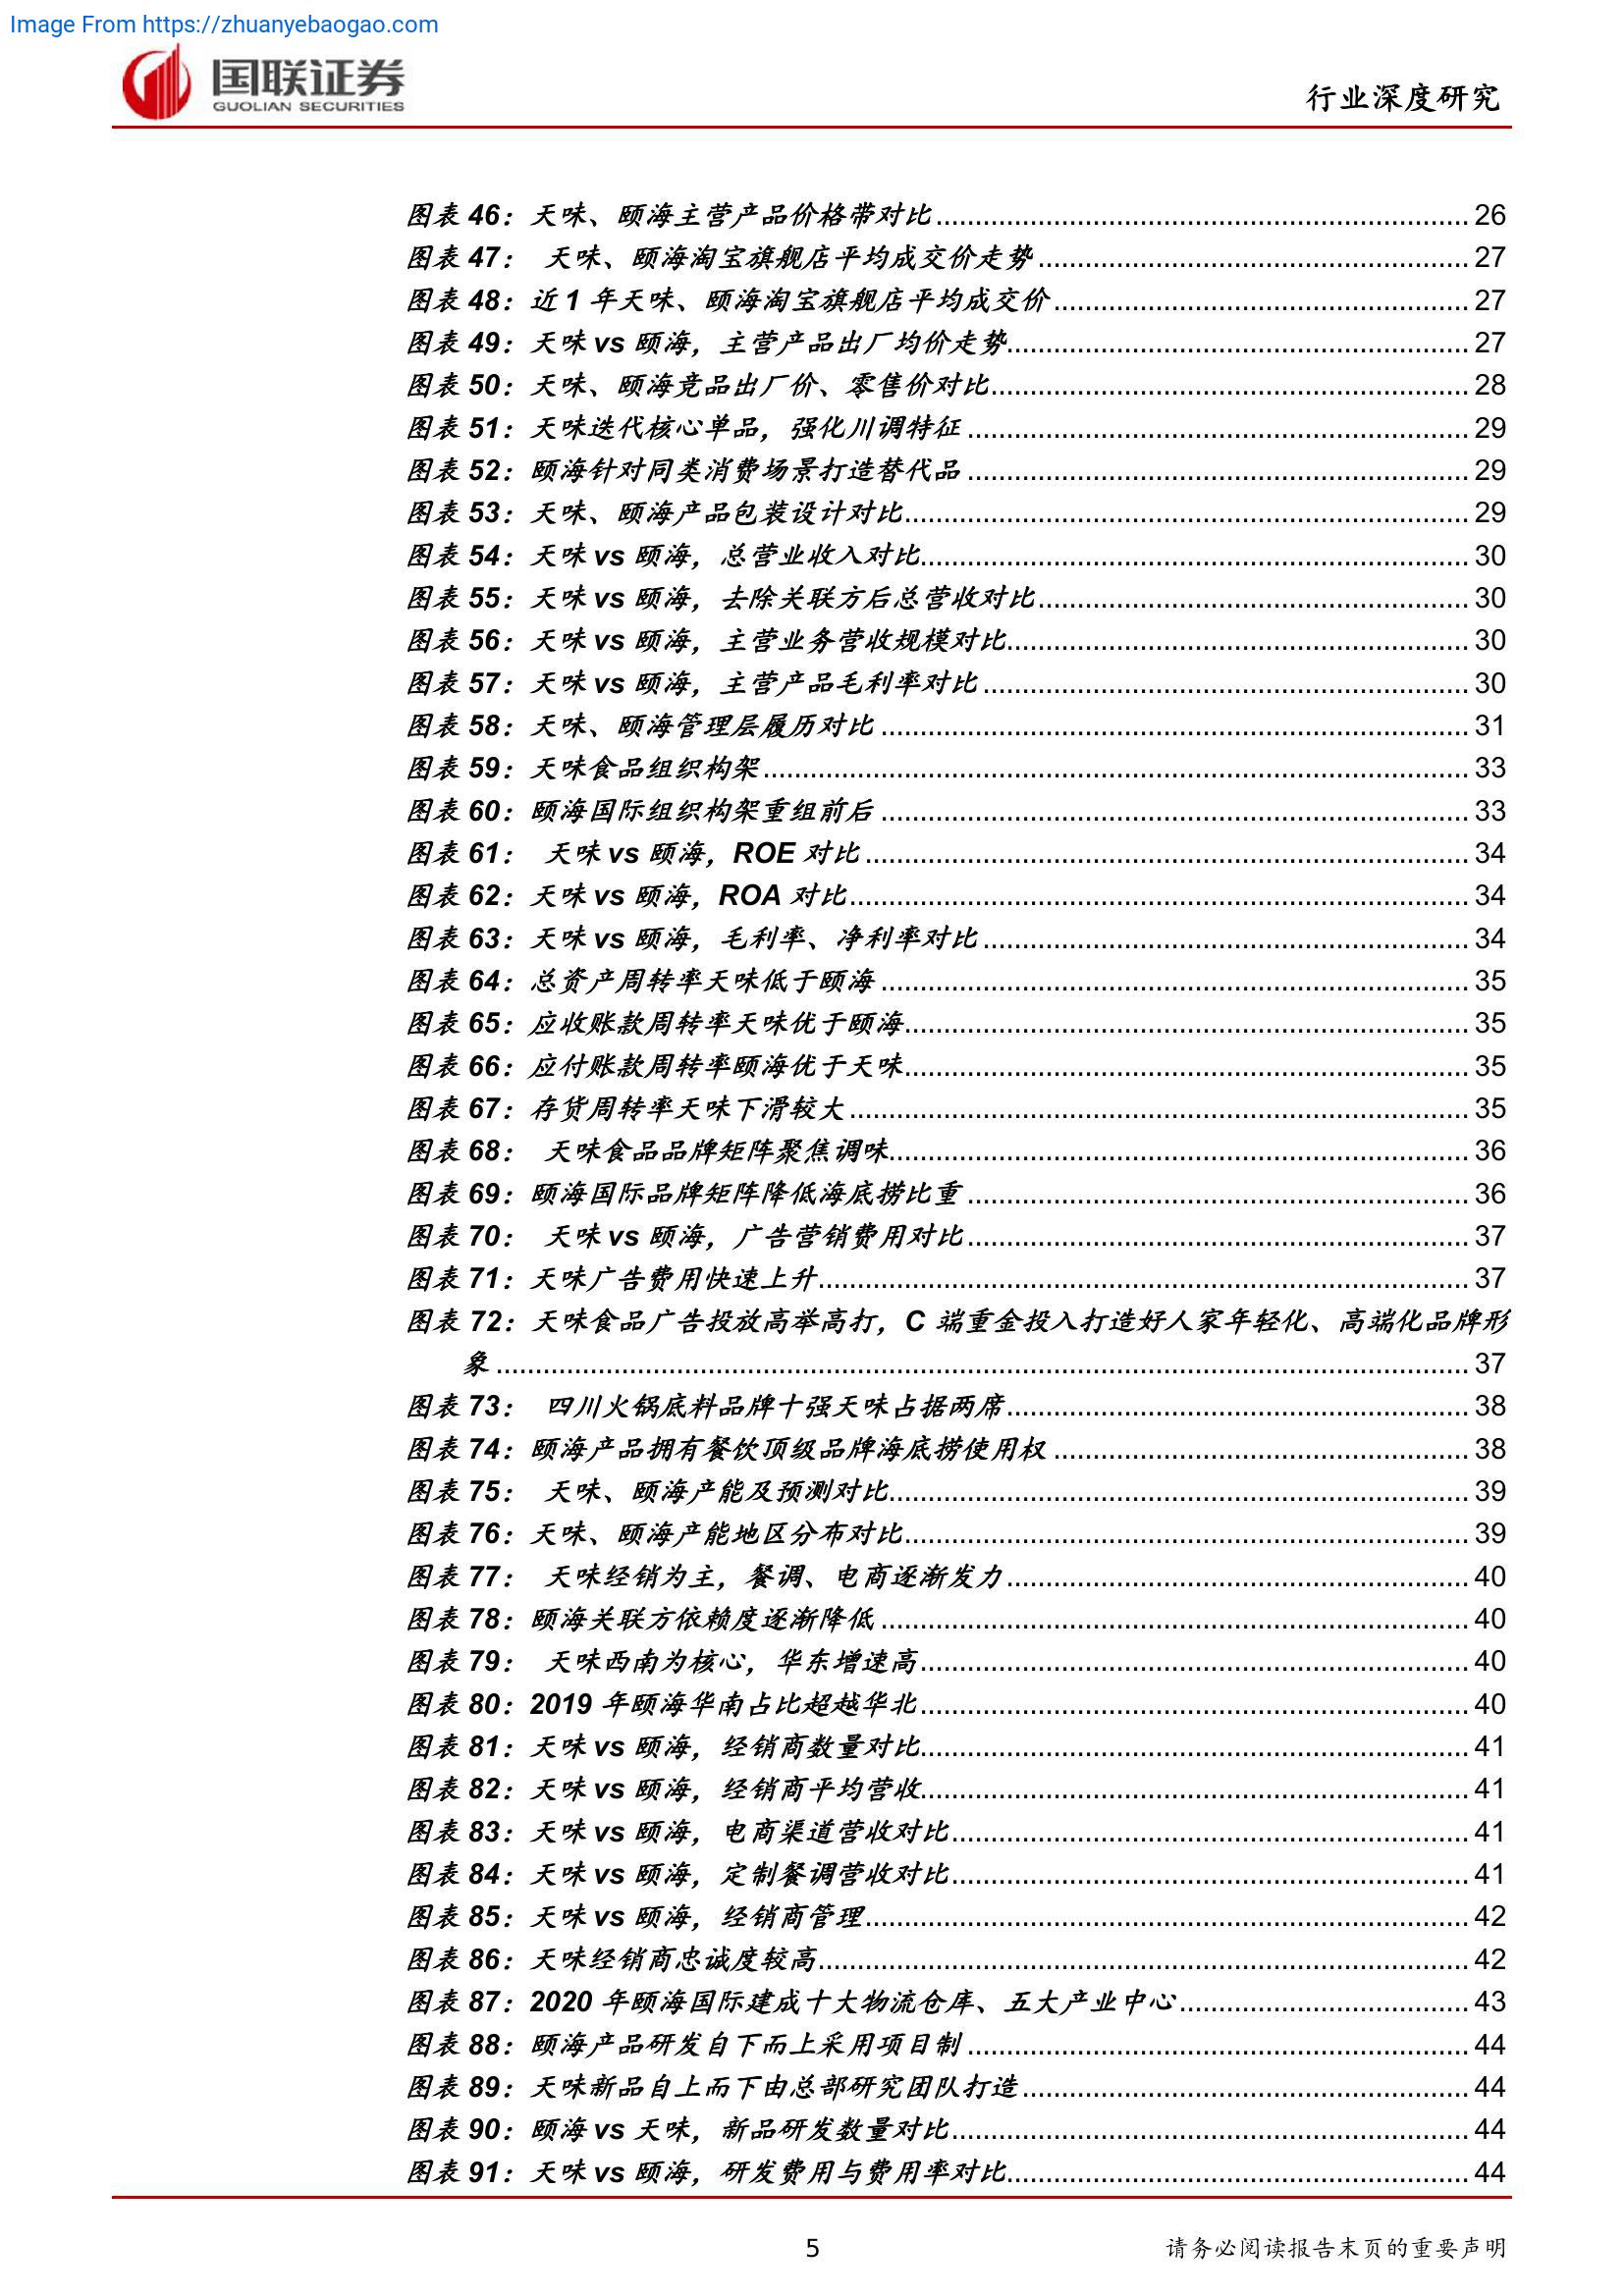 Image From https://zhuanyebaogao.com
国联证券
GUOLIAN SECURITIES
行业深度研究
图表 46：天味、颐海主营产品价格带对比 26
图表 47： 天味、颐海淘宝旗舰店平均成交价走势 27
图表 48：近 1 年天味、颐海淘宝旗舰店平均成交价 27
图表 49：天味 vs 颐海，主营产品出厂均价走势 27
图表 50：天味、颐海竞品出厂价、零售价对比 28
图表 51：天味迭代核心单品，强化川调特征 29
图表 52：颐海针对同类消费场景打造替代品 29
图表 53：天味、颐海产品包装设计对比 29
图表 54：天味 vs 颐海，总营业收入对比 30
图表 55：天味 vs 颐海，去除关联方后总营收对比 30
图表 56：天味 vs 颐海，主营业务营收规模对比 30
图表 57：天味 vs 颐海，主营产品毛利率对比 30
图表 58：天味、颐海管理层履历对比 31
图表 59：天味食品组织构架 33
图表 60：颐海国际组织构架重组前后 33
图表 61： 天味 vs 颐海，ROE 对比 34
图表 62：天味 vs 颐海，ROA 对比 34
图表 63：天味 vs 颐海，毛利率、净利率对比 34
图表 64：总资产周转率天味低于颐海 35
图表 65：应收账款周转率天味优于颐海 35
图表 66：应付账款周转率颐海优于天味 35
图表 67：存货周转率天味下滑较大 35
图表 68： 天味食品品牌矩阵聚焦调味 36
图表 69：颐海国际品牌矩阵降低海底捞比重 36
图表 70： 天味 vs 颐海，广告营销费用对比 37
图表 71：天味广告费用快速上升 37
图表 72：天味食品广告投放高举高打，C 端重金投入打造好人家年轻化、高端化品牌形
象 37
图表 73： 四川火锅底料品牌十强天味占据两席 38
图表 74：颐海产品拥有餐饮顶级品牌海底捞使用权 38
图表 75： 天味、颐海产能及预测对比 39
图表 76：天味、颐海产能地区分布对比 39
图表 77： 天味经销为主，餐调、电商逐渐发力 40
图表 78：颐海关联方依赖度逐渐降低 40
图表 79： 天味西南为核心，华东增速高 40
图表 80：2019 年颐海华南占比超越华北 40
图表 81：天味 vs 颐海，经销商数量对比 41
图表 82：天味 vs 颐海，经销商平均营收 41
图表 83：天味 vs 颐海，电商渠道营收对比 41
图表 84：天味 vs 颐海，定制餐调营收对比 41
图表 85：天味 vs 颐海，经销商管理 42
图表 86：天味经销商忠诚度较高 42
图表 87：2020 年颐海国际建成十大物流仓库、五大产业中心 43
图表 88：颐海产品研发自下而上采用项目制 44
图表 89：天味新品自上而下由总部研究团队打造 44
图表 90：颐海 vs 天味，新品研发数量对比 44
图表 91：天味 vs 颐海，研发费用与费用率对比 44
5
请务必阅读报告末页的重要声明